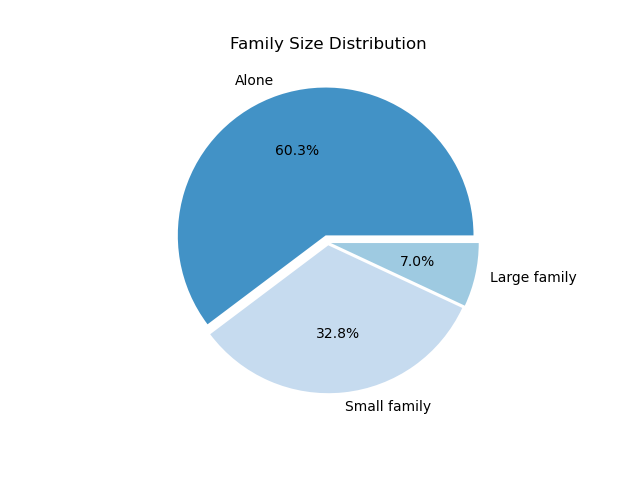 Family Size Distribution
Alone
60.3%
7.0%
Large family
32.8%
Small family